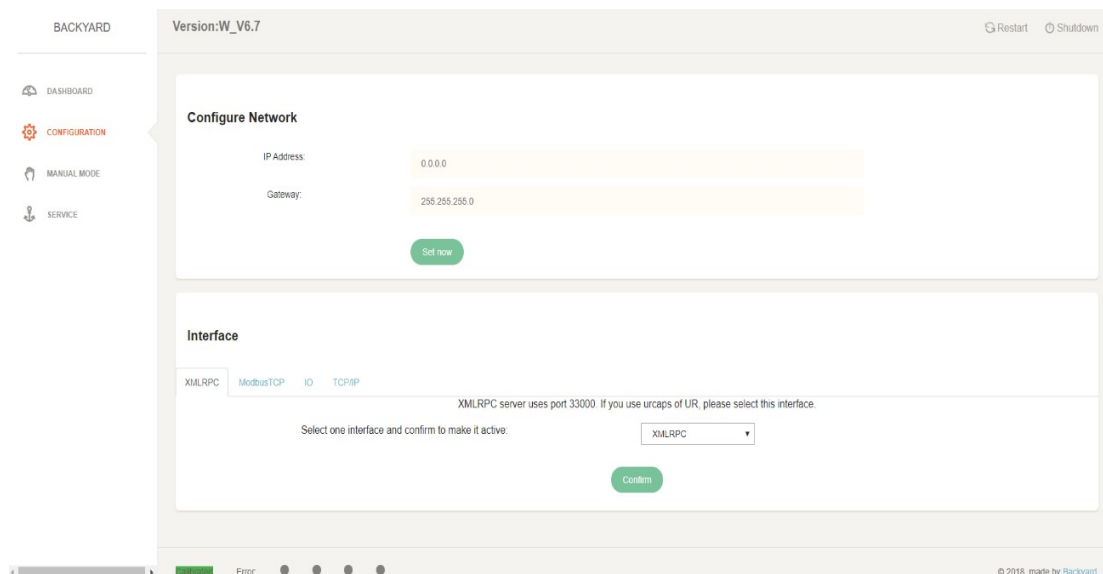 BACKYARD
Version:W_V6.7
Restart Shutdown
DASHBOARD
CONFIGURATION
MANUAL MODE
SERVICE
Configure Network
IP Address: 0.0.0.0
Gateway: 255.255.255.0
Set now
Interface
XMLRPC ModbusTCP IO TCP/IP
XMLRPC server uses port 33000. If you use urcaps of UR, please select this interface.
Select one interface and confirm to make it active: XMLRPC
Confirm
Calibration Error: © 2018, made by Backyard